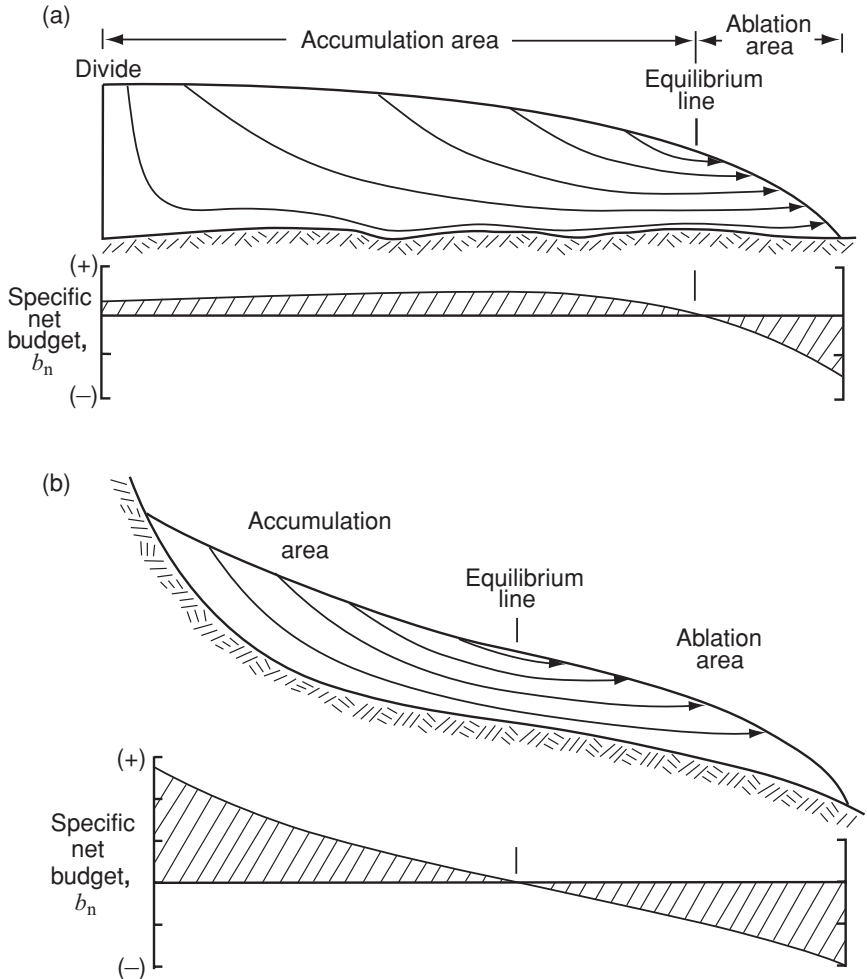 (a)
Accumulation area
Ablation
area
Divide
Equilibrium
line
(+)
Specific
net
budget,
bn
(–)
(b)
Accumulation
area
Equilibrium
line
Ablation
area
(+)
Specific
net
budget,
bn
(–)